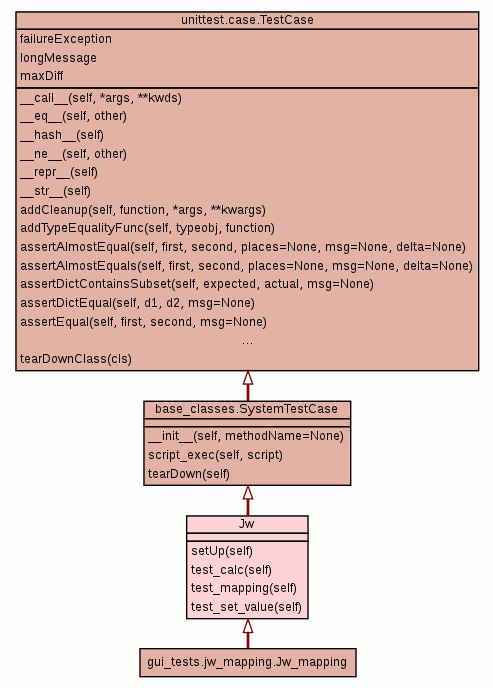 unittest.case.TestCase
failureException
longMessage
maxDiff
__call__(self, *args, **kwds)
__eq__(self, other)
__hash__(self)
__ne__(self, other)
__repr__(self)
__str__(self)
addCleanup(self, function, *args, **kwargs)
addTypeEqualityFunc(self, typeobj, function)
assertAlmostEqual(self, first, second, places=None, msg=None, delta=None)
assertAlmostEquals(self, first, second, places=None, msg=None, delta=None)
assertDictContainsSubset(self, expected, actual, msg=None)
assertDictEqual(self, d1, d2, msg=None)
assertEqual(self, first, second, msg=None)
...
tearDownClass(cls)
base_classes.SystemTestCase
__init__(self, methodName=None)
script_exec(self, script)
tearDown(self)
Jw
setUp(self)
test_calc(self)
test_mapping(self)
test_set_value(self)
gui_tests.jw_mapping.Jw_mapping